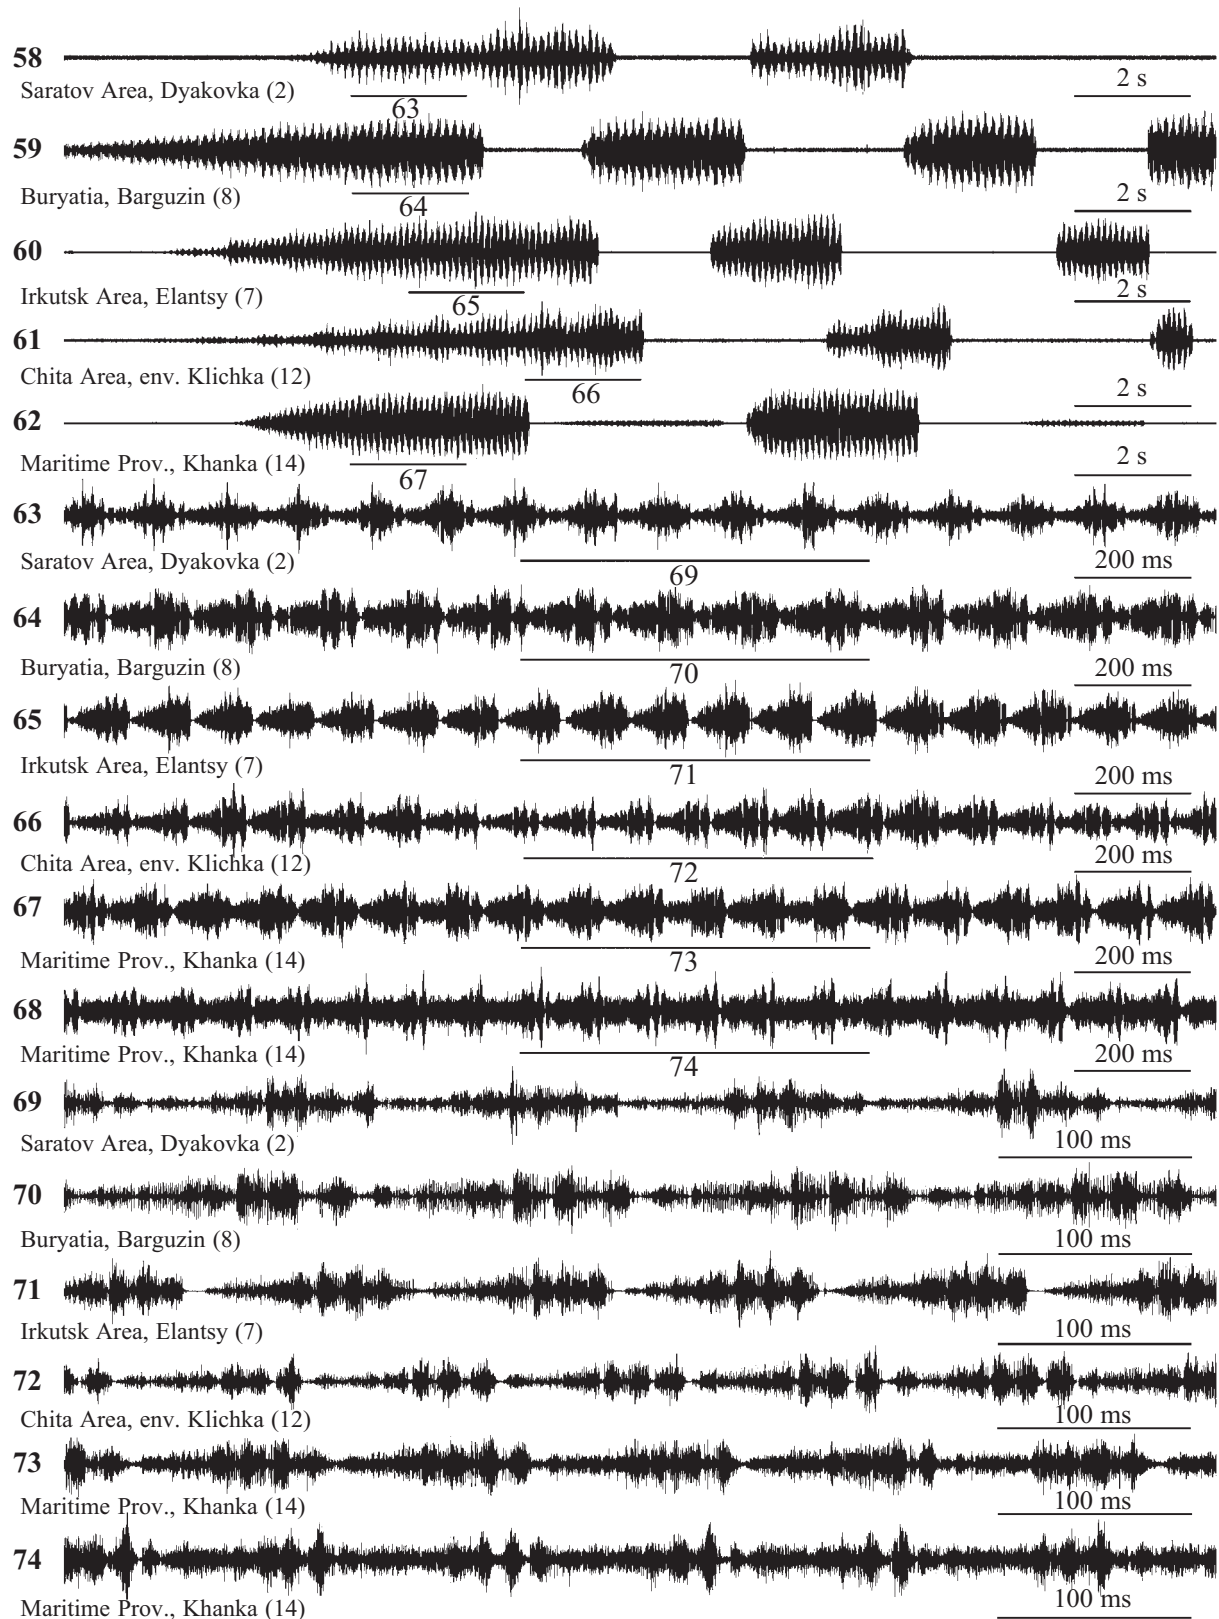 58
Saratov Area, Dyakovka (2)
63
2 s
59
Buryatia, Barguzin (8)
64
2 s
60
Irkutsk Area, Elantsy (7)
65
2 s
61
Chita Area, env. Klichka (12)
66
2 s
62
Maritime Prov., Khanka (14)
67
2 s
63
Saratov Area, Dyakovka (2)
69
200 ms
64
Buryatia, Barguzin (8)
70
200 ms
65
Irkutsk Area, Elantsy (7)
71
200 ms
66
Chita Area, env. Klichka (12)
72
200 ms
67
Maritime Prov., Khanka (14)
73
200 ms
68
Maritime Prov., Khanka (14)
74
200 ms
69
Saratov Area, Dyakovka (2)
100 ms
70
Buryatia, Barguzin (8)
100 ms
71
Irkutsk Area, Elantsy (7)
100 ms
72
Chita Area, env. Klichka (12)
100 ms
73
Maritime Prov., Khanka (14)
100 ms
74
Maritime Prov., Khanka (14)
100 ms